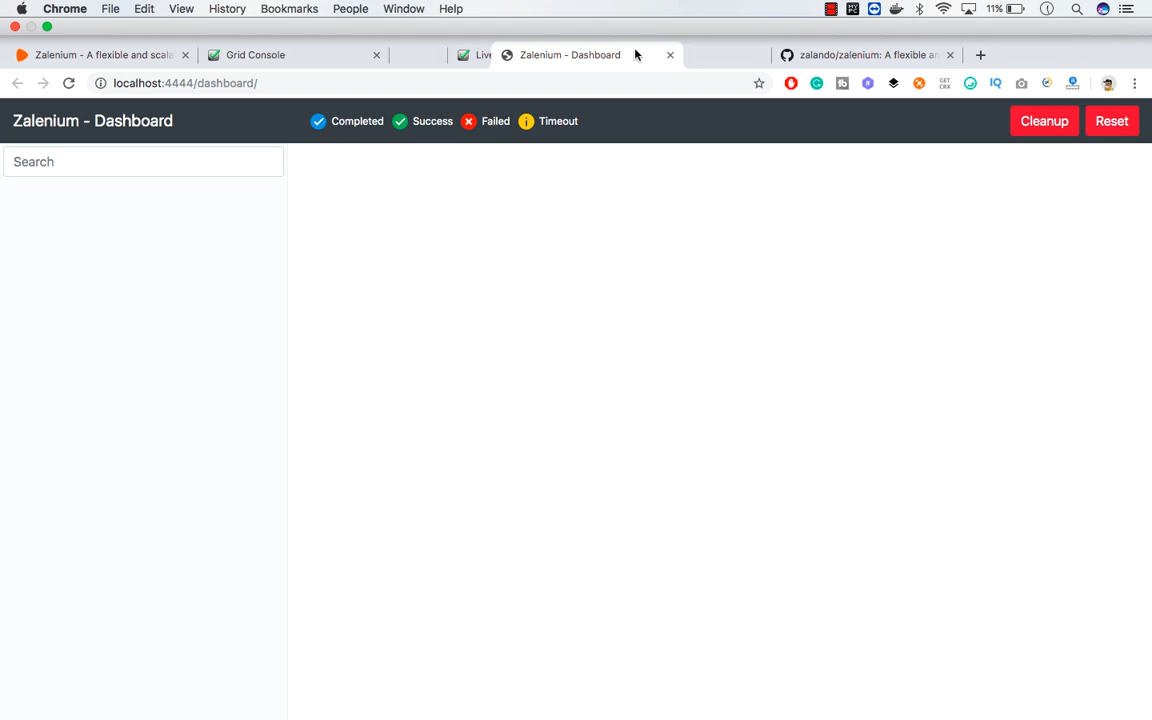 Chrome File Edit View History Bookmarks People Window Help 11%
Zalenium - A flexible and scala Grid Console Live Zalenium - Dashboard zalando/zalenium: A flexible an
localhost:4444/dashboard/
Zalenium - Dashboard Completed Success Failed Timeout Cleanup Reset
Search